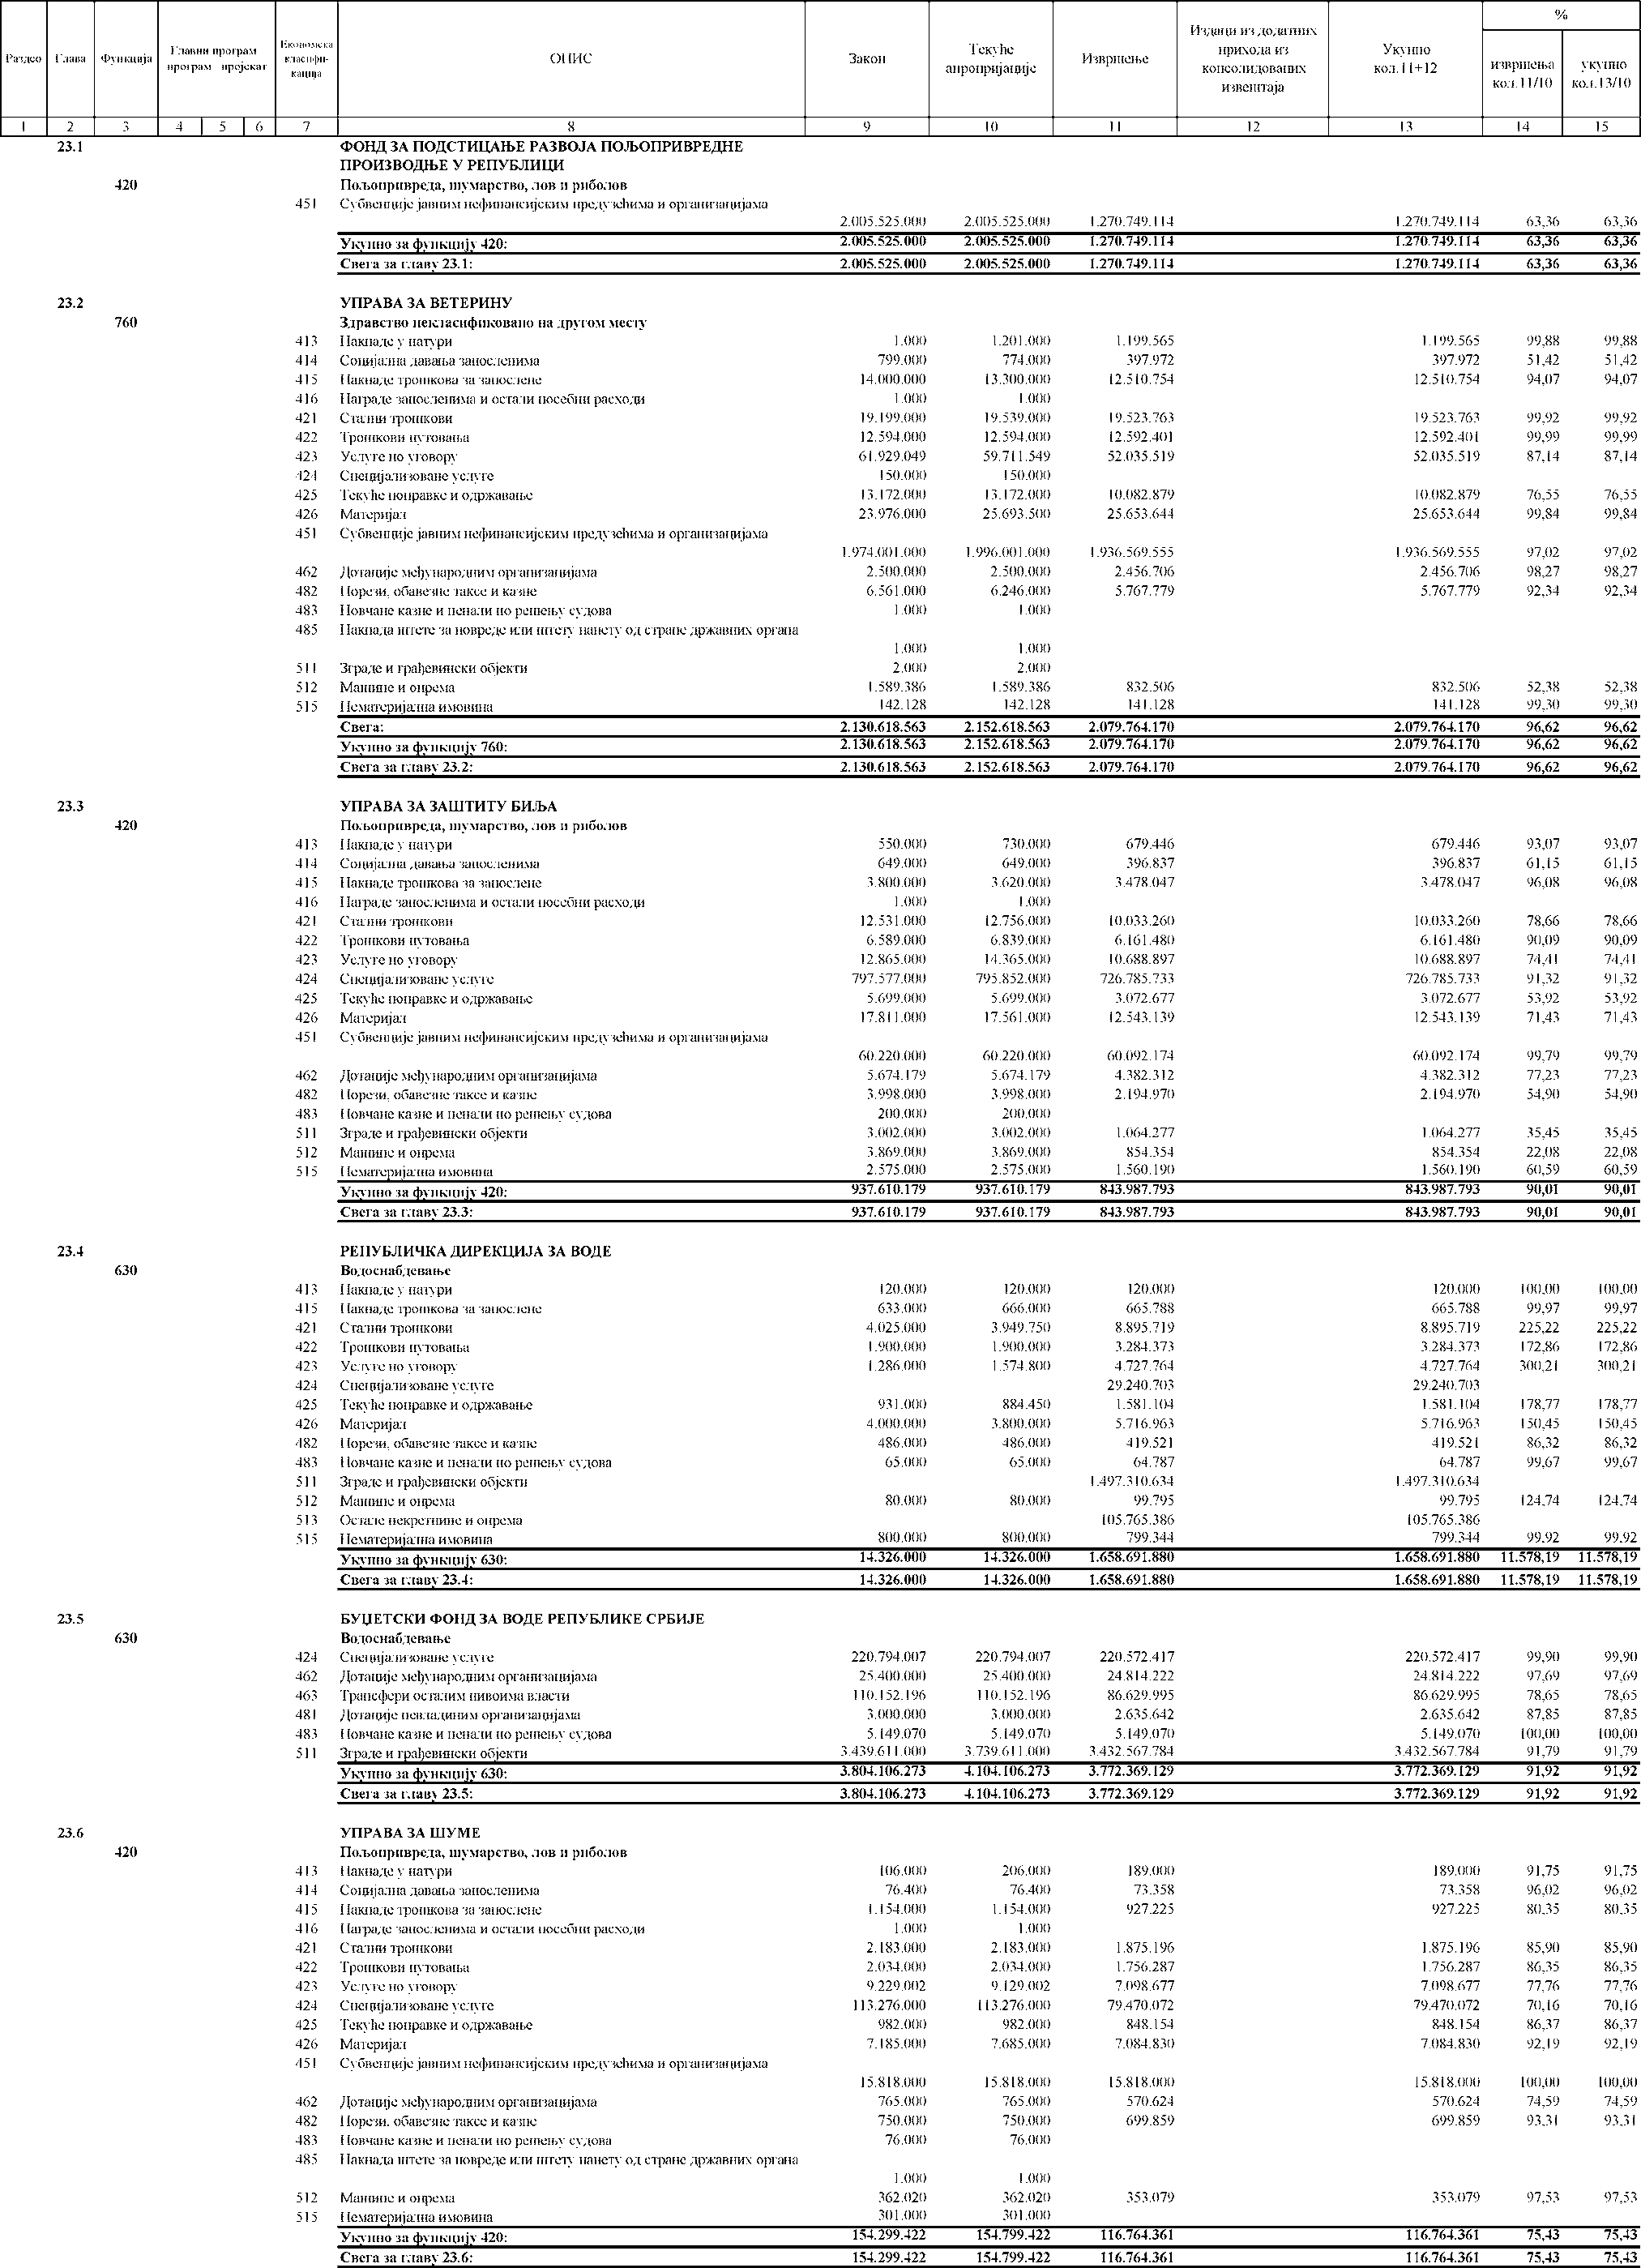 Раздео Глава Функција Главни програм програм пројекат Економска класифи-кација ОПИС Закон Текуће апропријације Извршење Издаци из додатних прихода из консолидованих извештаја Укупно кол.11+12 % извршења кол.11/10 укупно кол.13/10
1 2 3 4 5 6 7 8 9 10 11 12 13 14 15
23.1 ФОНД ЗА ПОДСТИЦАЊЕ РАЗВОЈА ПОЉОПРИВРЕДНЕ
ПРОИЗВОДЊЕ У РЕПУБЛИЦИ
420 Пољопривреда, шумарство, лов и риболов
451 Субвенције јавним нефинансијским предузећима и организацијама
2.005.525.000 2.005.525.000 1.270.749.114 1.270.749.114 63,36 63,36
Укупно за функцију 420: 2.005.525.000 2.005.525.000 1.270.749.114 1.270.749.114 63,36 63,36
Свега за главу 23.1: 2.005.525.000 2.005.525.000 1.270.749.114 1.270.749.114 63,36 63,36
23.2 УПРАВА ЗА ВЕТЕРИНУ
760 Здравство некласификовано на другом месту
413 Накнаде у натури 1.000 1.201.000 1.199.565 1.199.565 99,88 99,88
414 Социјална давања запосленима 799.000 774.000 397.972 397.972 51,42 51,42
415 Накнаде трошкова за запослене 14.000.000 13.300.000 12.510.754 12.510.754 94,07 94,07
416 Награде запосленима и остали посебни расходи 1.000 1.000
421 Стални трошкови 19.199.000 19.539.000 19.523.763 19.523.763 99,92 99,92
422 Трошкови путовања 12.594.000 12.594.000 12.592.401 12.592.401 99,99 99,99
423 Услуге по уговору 61.929.049 59.711.549 52.035.519 52.035.519 87,14 87,14
424 Специјализоване услуге 150.000 150.000
425 Текуће поправке и одржавање 13.172.000 13.172.000 10.082.879 10.082.879 76,55 76,55
426 Материјал 23.976.000 25.693.500 25.653.644 25.653.644 99,84 99,84
451 Субвенције јавним нефинансијским предузећима и организацијама
1.974.001.000 1.996.001.000 1.936.569.555 1.936.569.555 97,02 97,02
462 Дотације међународним организацијама 2.500.000 2.500.000 2.456.706 2.456.706 98,27 98,27
482 Порези, обавезне таксе и казне 6.561.000 6.246.000 5.767.779 5.767.779 92,34 92,34
483 Новчане казне и пенали по решењу судова 1.000 1.000
485 Накнада штете за повреде или штету нанету од стране државних органа
1.000 1.000
511 Зграде и грађевински објекти 2.000 2.000
512 Машине и опрема 1.589.386 1.589.386 832.506 832.506 52,38 52,38
515 Нематеријална имовина 142.128 142.128 141.128 141.128 99,30 99,30
Свега: 2.130.618.563 2.152.618.563 2.079.764.170 2.079.764.170 96,62 96,62
Укупно за функцију 760: 2.130.618.563 2.152.618.563 2.079.764.170 2.079.764.170 96,62 96,62
Свега за главу 23.2: 2.130.618.563 2.152.618.563 2.079.764.170 2.079.764.170 96,62 96,62
23.3 УПРАВА ЗА ЗАШТИТУ БИЉА
420 Пољопривреда, шумарство, лов и риболов
413 Накнаде у натури 550.000 730.000 679.446 679.446 93,07 93,07
414 Социјална давања запосленима 649.000 649.000 396.837 396.837 61,15 61,15
415 Накнаде трошкова за запослене 3.800.000 3.620.000 3.478.047 3.478.047 96,08 96,08
416 Награде запосленима и остали посебни расходи 1.000 1.000
421 Стални трошкови 12.531.000 12.756.000 10.033.260 10.033.260 78,66 78,66
422 Трошкови путовања 6.589.000 6.839.000 6.161.480 6.161.480 90,09 90,09
423 Услуге по уговору 12.865.000 14.365.000 10.688.897 10.688.897 74,41 74,41
424 Специјализоване услуге 797.577.000 795.852.000 726.785.733 726.785.733 91,32 91,32
425 Текуће поправке и одржавање 5.699.000 5.699.000 3.072.677 3.072.677 53,92 53,92
426 Материјал 17.811.000 17.561.000 12.543.139 12.543.139 71,43 71,43
451 Субвенције јавним нефинансијским предузећима и организацијама
60.220.000 60.220.000 60.092.174 60.092.174 99,79 99,79
462 Дотације међународним организацијама 5.674.179 5.674.179 4.382.312 4.382.312 77,23 77,23
482 Порези, обавезне таксе и казне 3.998.000 3.998.000 2.194.970 2.194.970 54,90 54,90
483 Новчане казне и пенали по решењу судова 200.000 200.000
511 Зграде и грађевински објекти 3.002.000 3.002.000 1.064.277 1.064.277 35,45 35,45
512 Машине и опрема 3.869.000 3.869.000 854.354 854.354 22,08 22,08
515 Нематеријална имовина 2.575.000 2.575.000 1.560.190 1.560.190 60,59 60,59
Укупно за функцију 420: 937.610.179 937.610.179 843.987.793 843.987.793 90,01 90,01
Свега за главу 23.3: 937.610.179 937.610.179 843.987.793 843.987.793 90,01 90,01
23.4 РЕПУБЛИЧКА ДИРЕКЦИЈА ЗА ВОДЕ
630 Водоснабдевање
413 Накнаде у натури 120.000 120.000 120.000 120.000 100,00 100,00
415 Накнаде трошкова за запослене 633.000 666.000 665.788 665.788 99,97 99,97
421 Стални трошкови 4.025.000 3.949.750 8.895.719 8.895.719 225,22 225,22
422 Трошкови путовања 1.900.000 1.900.000 3.284.373 3.284.373 172,86 172,86
423 Услуге по уговору 1.286.000 1.574.800 4.727.764 4.727.764 300,21 300,21
424 Специјализоване услуге 29.240.703 29.240.703
425 Текуће поправке и одржавање 931.000 884.450 1.581.104 1.581.104 178,77 178,77
426 Материјал 4.000.000 3.800.000 5.716.963 5.716.963 150,45 150,45
482 Порези, обавезне таксе и казне 486.000 486.000 419.521 419.521 86,32 86,32
483 Новчане казне и пенали по решењу судова 65.000 65.000 64.787 64.787 99,67 99,67
511 Зграде и грађевински објекти 1.497.310.634 1.497.310.634
512 Машине и опрема 80.000 80.000 99.795 99.795 124,74 124,74
513 Остале некретнине и опрема 105.765.386 105.765.386
515 Нематеријална имовина 800.000 800.000 799.344 799.344 99,92 99,92
Укупно за функцију 630: 14.326.000 14.326.000 1.658.691.880 1.658.691.880 11.578,19 11.578,19
Свега за главу 23.4: 14.326.000 14.326.000 1.658.691.880 1.658.691.880 11.578,19 11.578,19
23.5 БУЏЕТСКИ ФОНД ЗА ВОДЕ РЕПУБЛИКЕ СРБИЈЕ
630 Водоснабдевање
424 Специјализоване услуге 220.794.007 220.794.007 220.572.417 220.572.417 99,90 99,90
462 Дотације међународним организацијама 25.400.000 25.400.000 24.814.222 24.814.222 97,69 97,69
463 Трансфери осталим нивоима власти 110.152.196 110.152.196 86.629.995 86.629.995 78,65 78,65
481 Дотације невладиним организацијама 3.000.000 3.000.000 2.635.642 2.635.642 87,85 87,85
483 Новчане казне и пенали по решењу судова 5.149.070 5.149.070 5.149.070 5.149.070 100,00 100,00
511 Зграде и грађевински објекти 3.439.611.000 3.739.611.000 3.432.567.784 3.432.567.784 91,79 91,79
Укупно за функцију 630: 3.804.106.273 4.104.106.273 3.772.369.129 3.772.369.129 91,92 91,92
Свега за главу 23.5: 3.804.106.273 4.104.106.273 3.772.369.129 3.772.369.129 91,92 91,92
23.6 УПРАВА ЗА ШУМЕ
420 Пољопривреда, шумарство, лов и риболов
413 Накнаде у натури 106.000 206.000 189.000 189.000 91,75 91,75
414 Социјална давања запосленима 76.400 76.400 73.358 73.358 96,02 96,02
415 Накнаде трошкова за запослене 1.154.000 1.154.000 927.225 927.225 80,35 80,35
416 Награде запосленима и остали посебни расходи 1.000 1.000
421 Стални трошкови 2.183.000 2.183.000 1.875.196 1.875.196 85,90 85,90
422 Трошкови путовања 2.034.000 2.034.000 1.756.287 1.756.287 86,35 86,35
423 Услуге по уговору 9.229.002 9.129.002 7.098.677 7.098.677 77,76 77,76
424 Специјализоване услуге 113.276.000 113.276.000 79.470.072 79.470.072 70,16 70,16
425 Текуће поправке и одржавање 982.000 982.000 848.154 848.154 86,37 86,37
426 Материјал 7.185.000 7.685.000 7.084.830 7.084.830 92,19 92,19
451 Субвенције јавним нефинансијским предузећима и организацијама
15.818.000 15.818.000 15.818.000 15.818.000 100,00 100,00
462 Дотације међународним организацијама 765.000 765.000 570.624 570.624 74,59 74,59
482 Порези, обавезне таксе и казне 750.000 750.000 699.859 699.859 93,31 93,31
483 Новчане казне и пенали по решењу судова 76.000 76.000
485 Накнада штете за повреде или штету нанету од стране државних органа
1.000 1.000
512 Машине и опрема 362.020 362.020 353.079 353.079 97,53 97,53
515 Нематеријална имовина 301.000 301.000
Укупно за функцију 420: 154.299.422 154.799.422 116.764.361 116.764.361 75,43 75,43
Свега за главу 23.6: 154.299.422 154.799.422 116.764.361 116.764.361 75,43 75,43